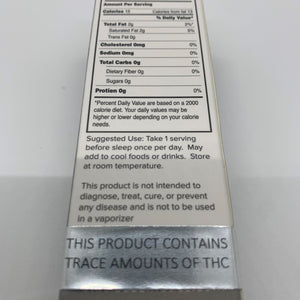 Amount Per Serving
Calories 15 Calories from fat 13
% Daily Value*
Total Fat 2g 2%*
Saturated Fat 2g 5%
Trans Fat 0g
Cholesterol 0mg 0%
Sodium 0mg 0%
Total Carbs 0g 0%
Dietary Fiber 0g 0%
Sugars 0g
Protien 0g 0%
*Percent Daily Value are based on a 2000
calorie diet. Your daily values may be
higher or lower depending on your calorie
needs.
Suggested Use: Take 1 serving
before sleep once per day. May
add to cool foods or drinks. Store
at room temperature.
This product is not intended to
diagnose, treat, cure, or prevent
any disease and is not to be used
in a vaporizer
THIS PRODUCT CONTAINS
TRACE AMOUNTS OF THC